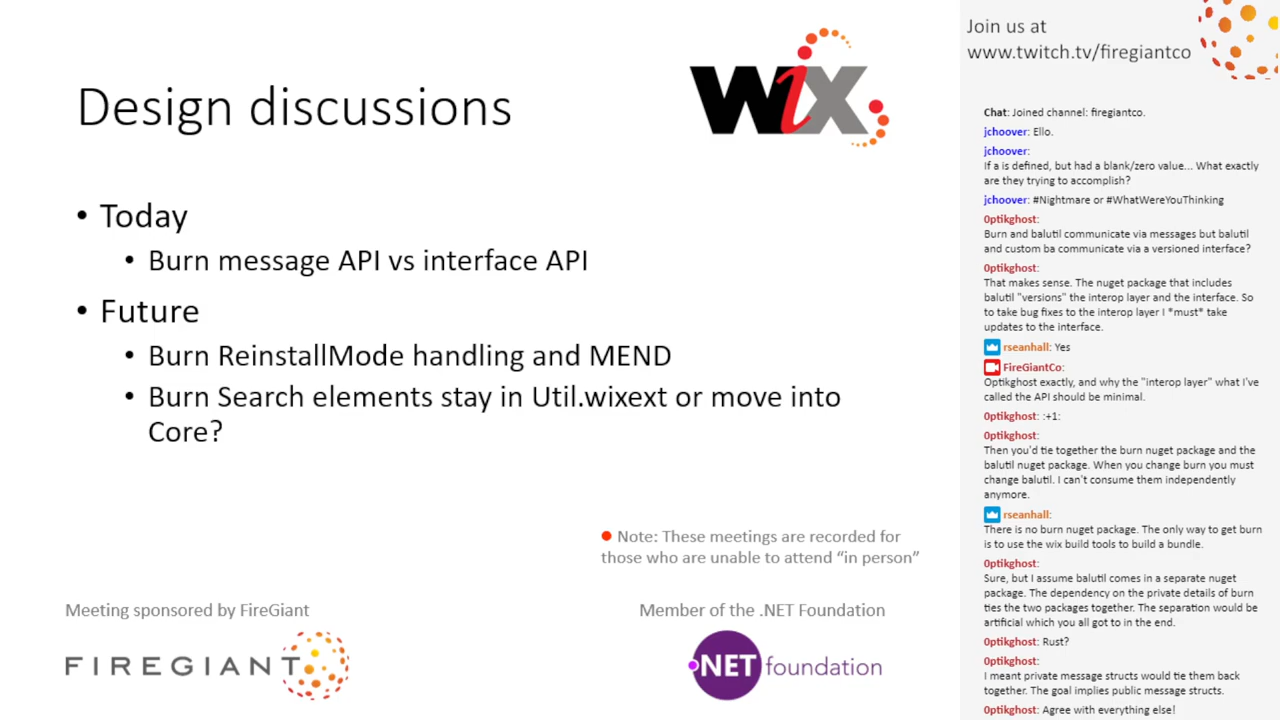 Design discussions
WiX
• Today
• Burn message API vs interface API
• Future
• Burn ReinstallMode handling and MEND
• Burn Search elements stay in Util.wixext or move into
Core?
Note: These meetings are recorded for
those who are unable to attend “in person”
Meeting sponsored by FireGiant
FIREGIANT
Member of the .NET Foundation
.NET foundation
Join us at
www.twitch.tv/firegiantco
Chat: Joined channel: firegiantco.
jchoover: Ello.
jchoover:
If a is defined, but had a blank/zero value... What exactly
are they trying to accomplish?
jchoover: #Nightmare or #WhatWereYouThinking
0ptikghost:
Burn and balutil communicate via messages but balutil
and custom ba communicate via a versioned interface?
0ptikghost:
That makes sense. The nuget package that includes
balutil "versions" the interop layer and the interface. So
to take bug fixes to the interop layer I *must* take
updates to the interface.
rseanhall: Yes
FireGiantCo:
Optikghost exactly, and why the "interop layer" what I've
called the API should be minimal.
0ptikghost: :+1:
0ptikghost:
Then you'd tie together the burn nuget package and the
balutil nuget package. When you change burn you must
change balutil. I can't consume them independently
anymore.
rseanhall:
There is no burn nuget package. The only way to get burn
is to use the wix build tools to build a bundle.
0ptikghost:
Sure, but I assume balutil comes in a separate nuget
package. The dependency on the private details of burn
ties the two packages together. The separation would be
artificial which you all got to in the end.
0ptikghost: Rust?
0ptikghost:
I meant private message structs would tie them back
together. The goal implies public message structs.
0ptikghost: Agree with everything else!